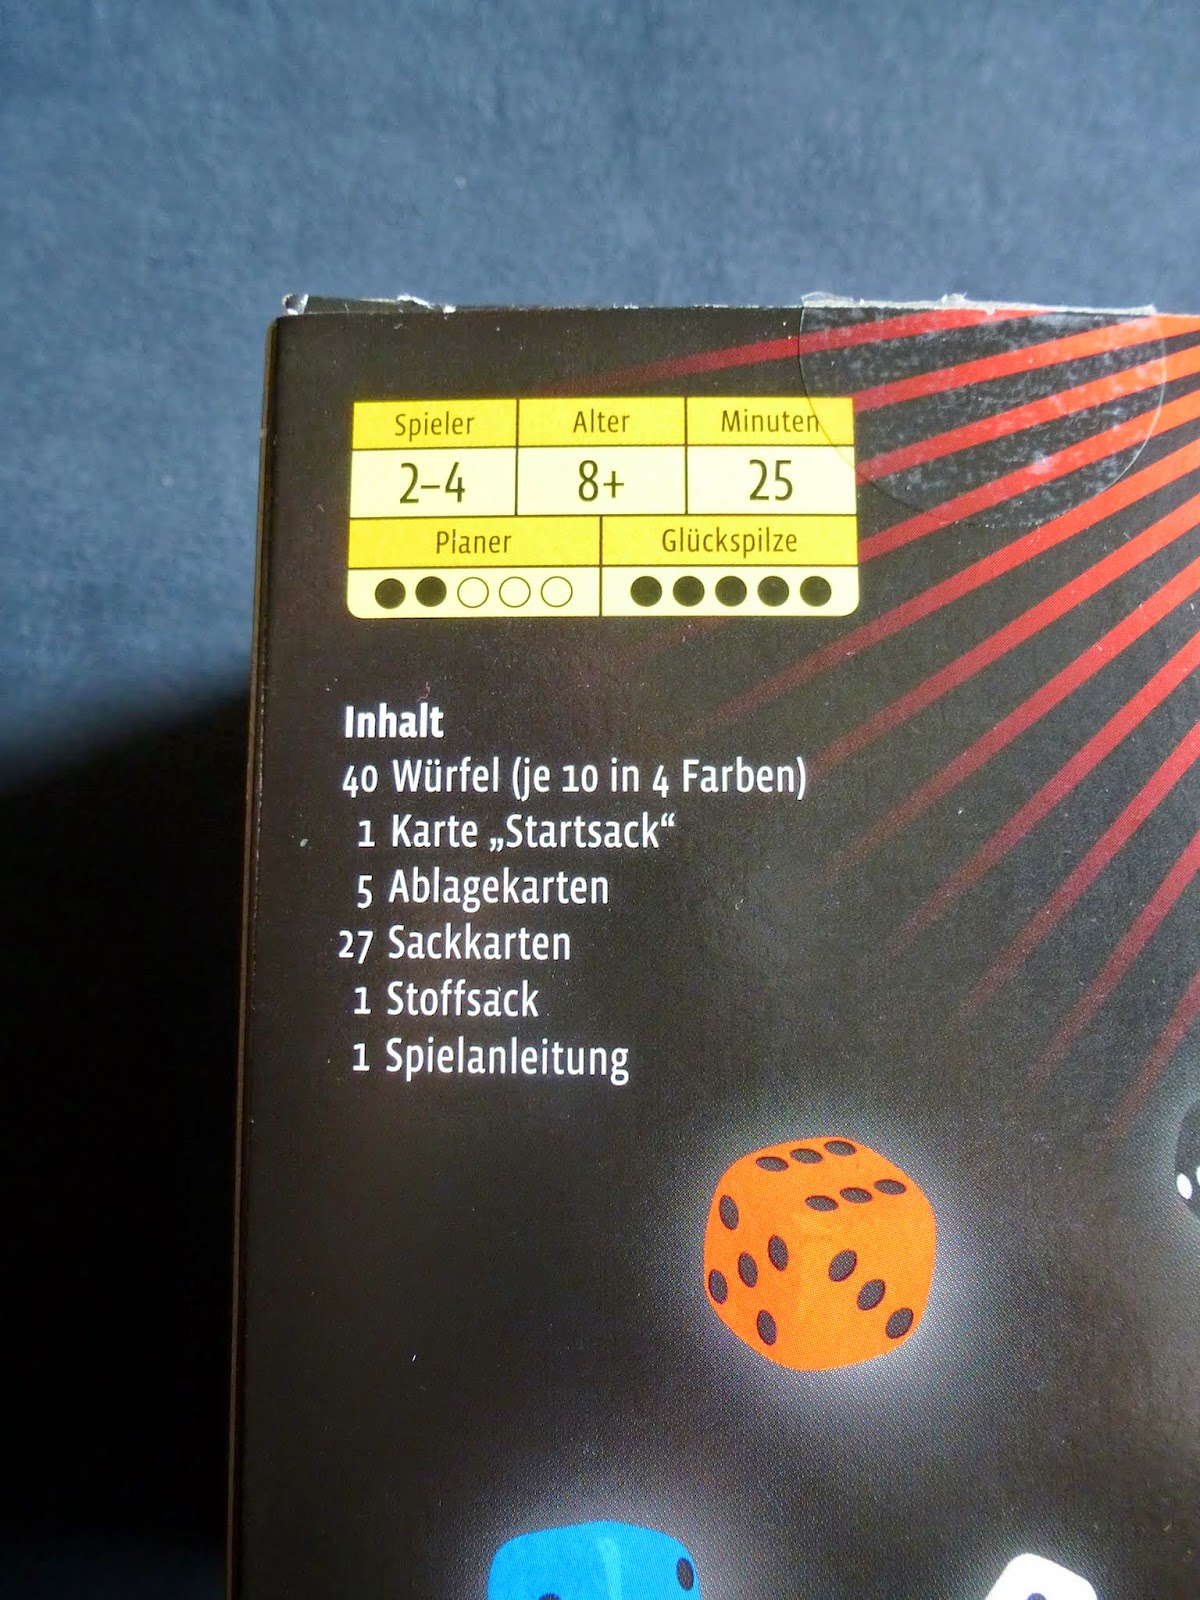 Spieler Alter Minuten
2–4 8+ 25
Planer Glückspilze
Inhalt
40 Würfel (je 10 in 4 Farben)
1 Karte „Startsack“
5 Ablagekarten
27 Sackkarten
1 Stoffsack
1 Spielanleitung